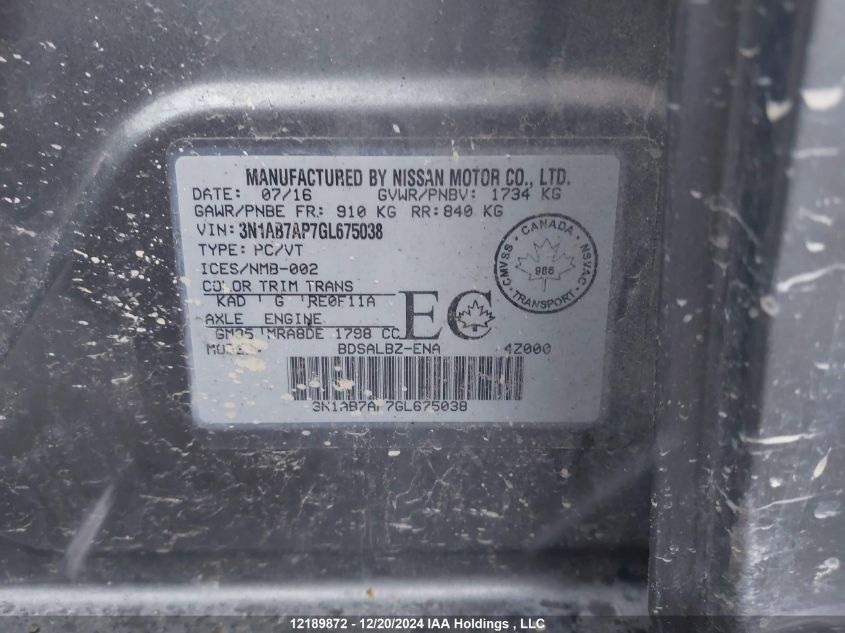 MANUFACTURED BY NISSAN MOTOR CO., LTD.
DATE: 07/16 GVWR/PNBV: 1734 KG
GAWR/PNBE FR: 910 KG RR: 840 KG
VIN: 3N1AB7AP7GL675038
TYPE: PC/VT
ICES/NMB-002
COLOR TRIM TRANS
KAD G RE0F11A
AXLE ENGINE
GM35 MRA8DE 1798 CC
BDSALBZ-ENA 4Z000
EC
CANADA
CMVSS NSVAC
986
TRANSPORT
3N1AB7AP7GL675038
12189872 - 12/20/2024 IAA Holdings , LLC